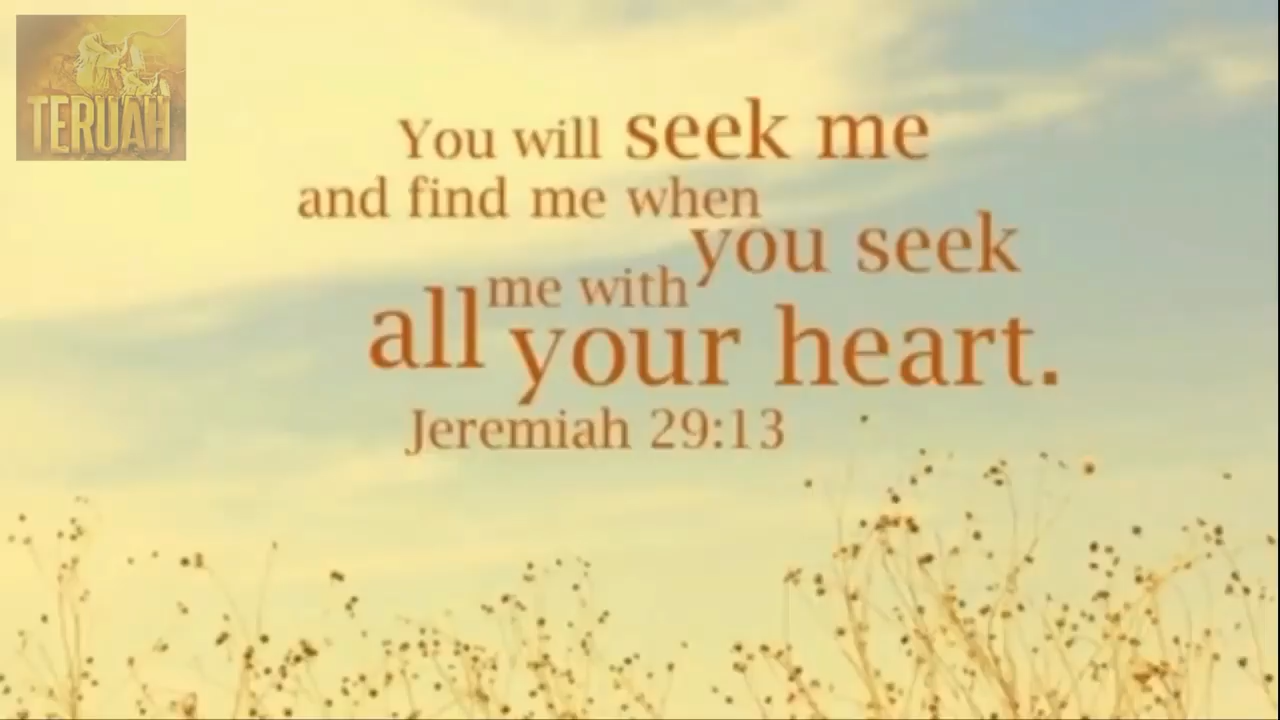 TERUAH
You will seek me
and find me when
you seek
me with
all your heart.
Jeremiah 29:13